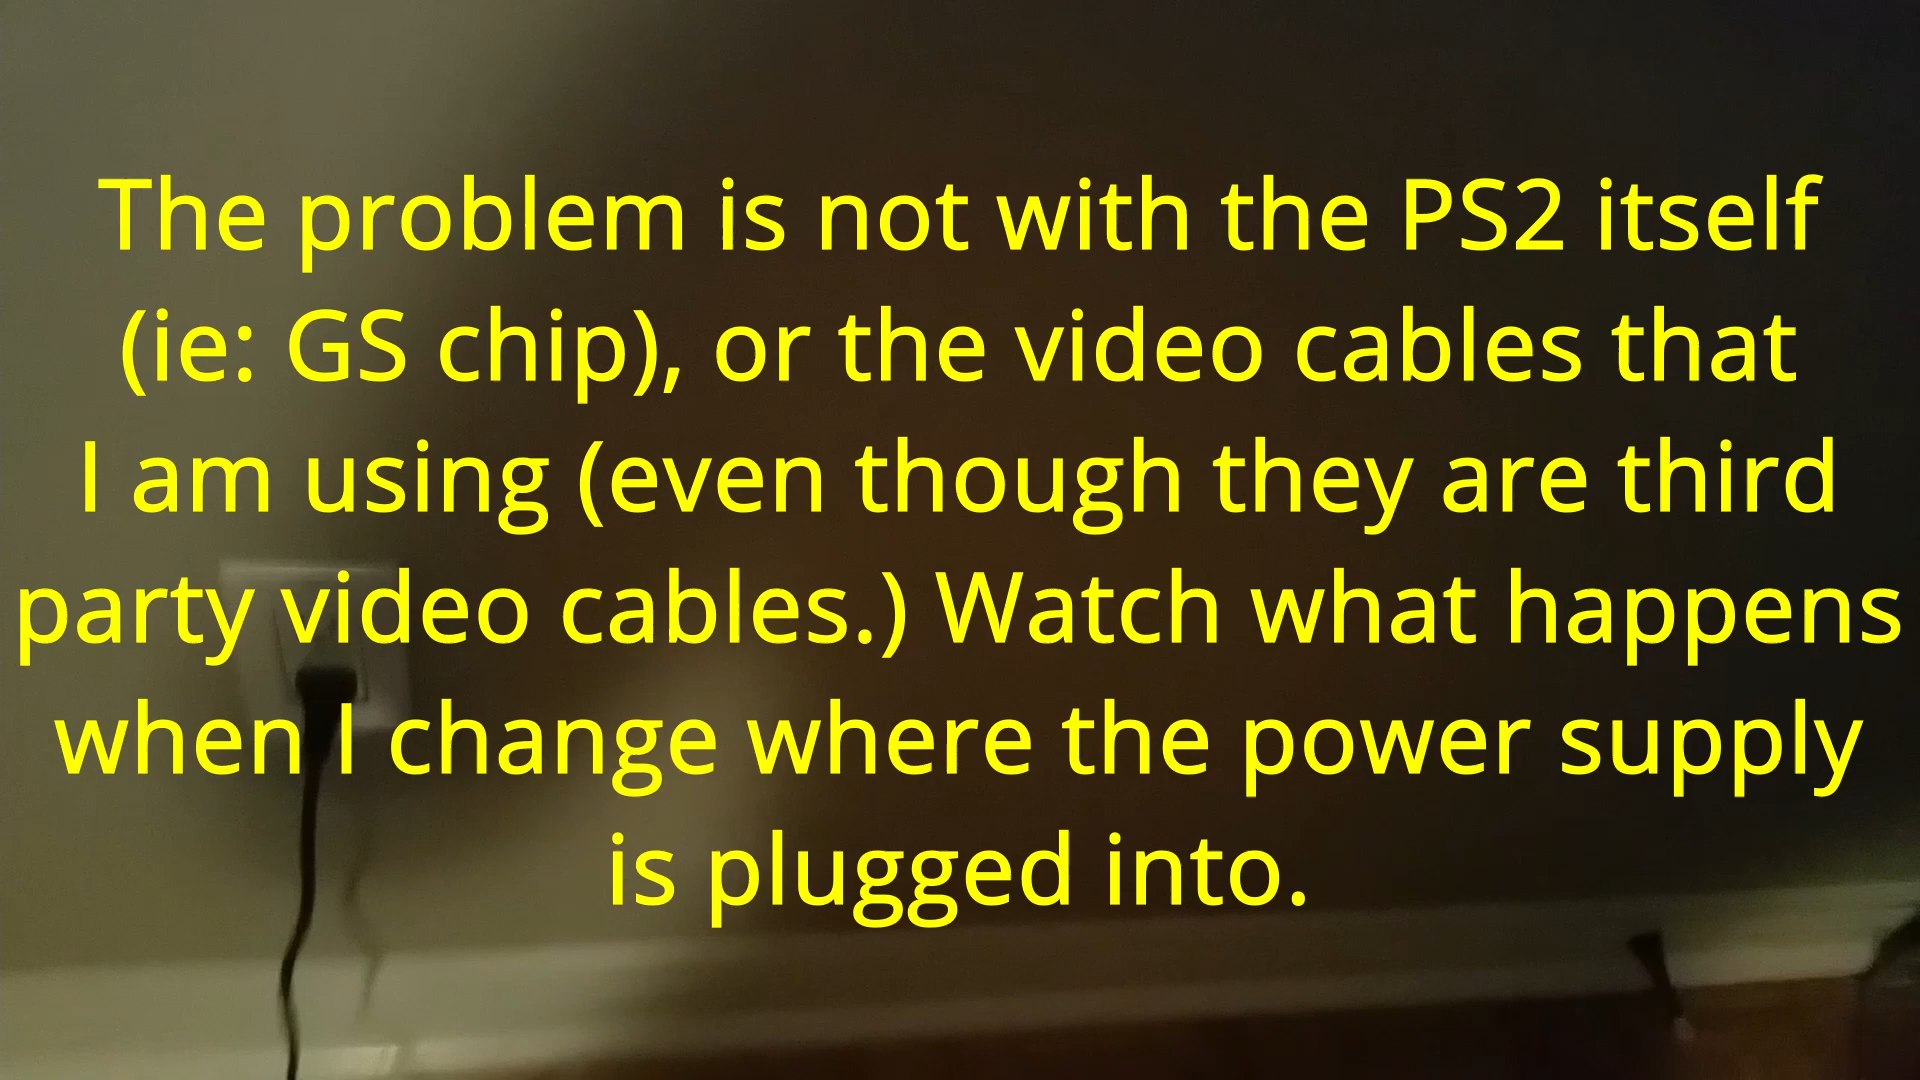 The problem is not with the PS2 itself
(ie: GS chip), or the video cables that
I am using (even though they are third
party video cables.) Watch what happens
when I change where the power supply
is plugged into.